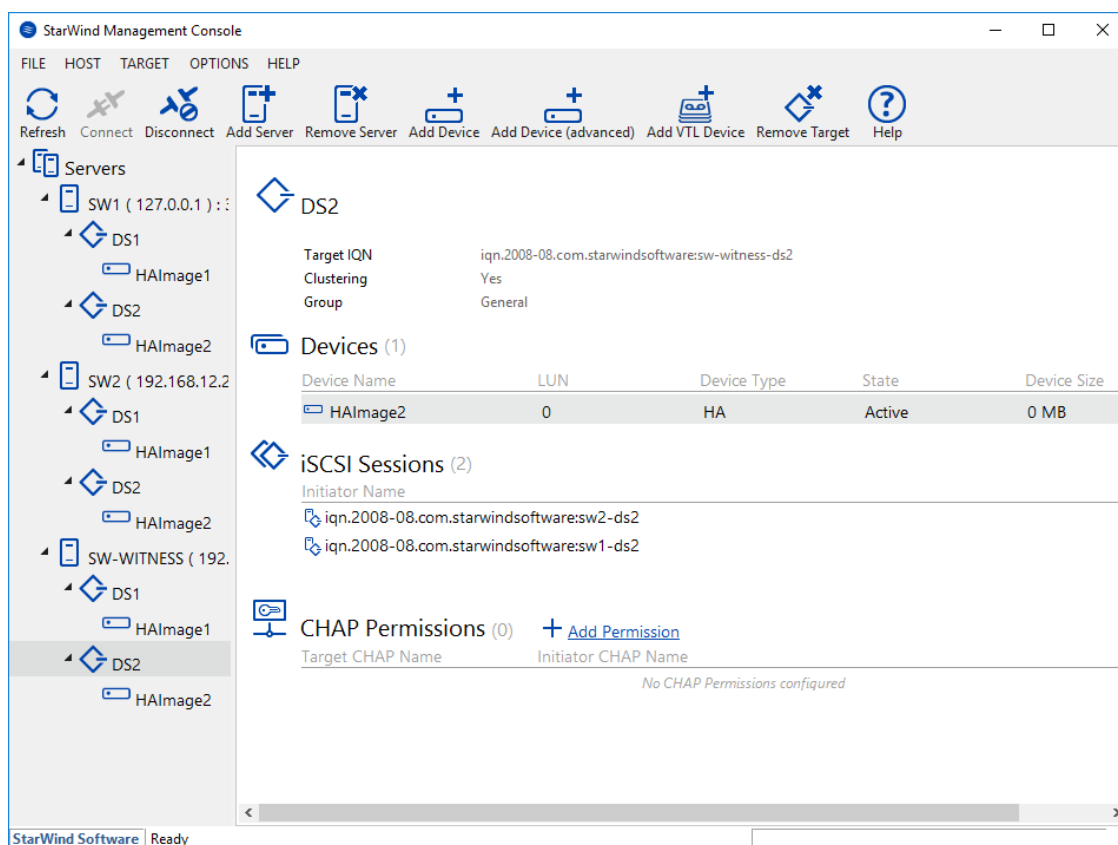 StarWind Management Console
FILE HOST TARGET OPTIONS HELP
Refresh Connect Disconnect Add Server Remove Server Add Device Add Device (advanced) Add VTL Device Remove Target Help
Servers
SW1 ( 127.0.0.1 ) : 3
DS1
HAImage1
DS2
HAImage2
SW2 ( 192.168.12.2
DS1
HAImage1
DS2
HAImage2
SW-WITNESS ( 192.
DS1
HAImage1
DS2
HAImage2
DS2
Target IQN iqn.2008-08.com.starwindsoftware:sw-witness-ds2
Clustering Yes
Group General
Devices (1)
Device Name LUN Device Type State Device Size
HAImage2 0 HA Active 0 MB
iSCSI Sessions (2)
Initiator Name
iqn.2008-08.com.starwindsoftware:sw2-ds2
iqn.2008-08.com.starwindsoftware:sw1-ds2
CHAP Permissions (0) Add Permission
Target CHAP Name Initiator CHAP Name
No CHAP Permissions configured
StarWind Software Ready